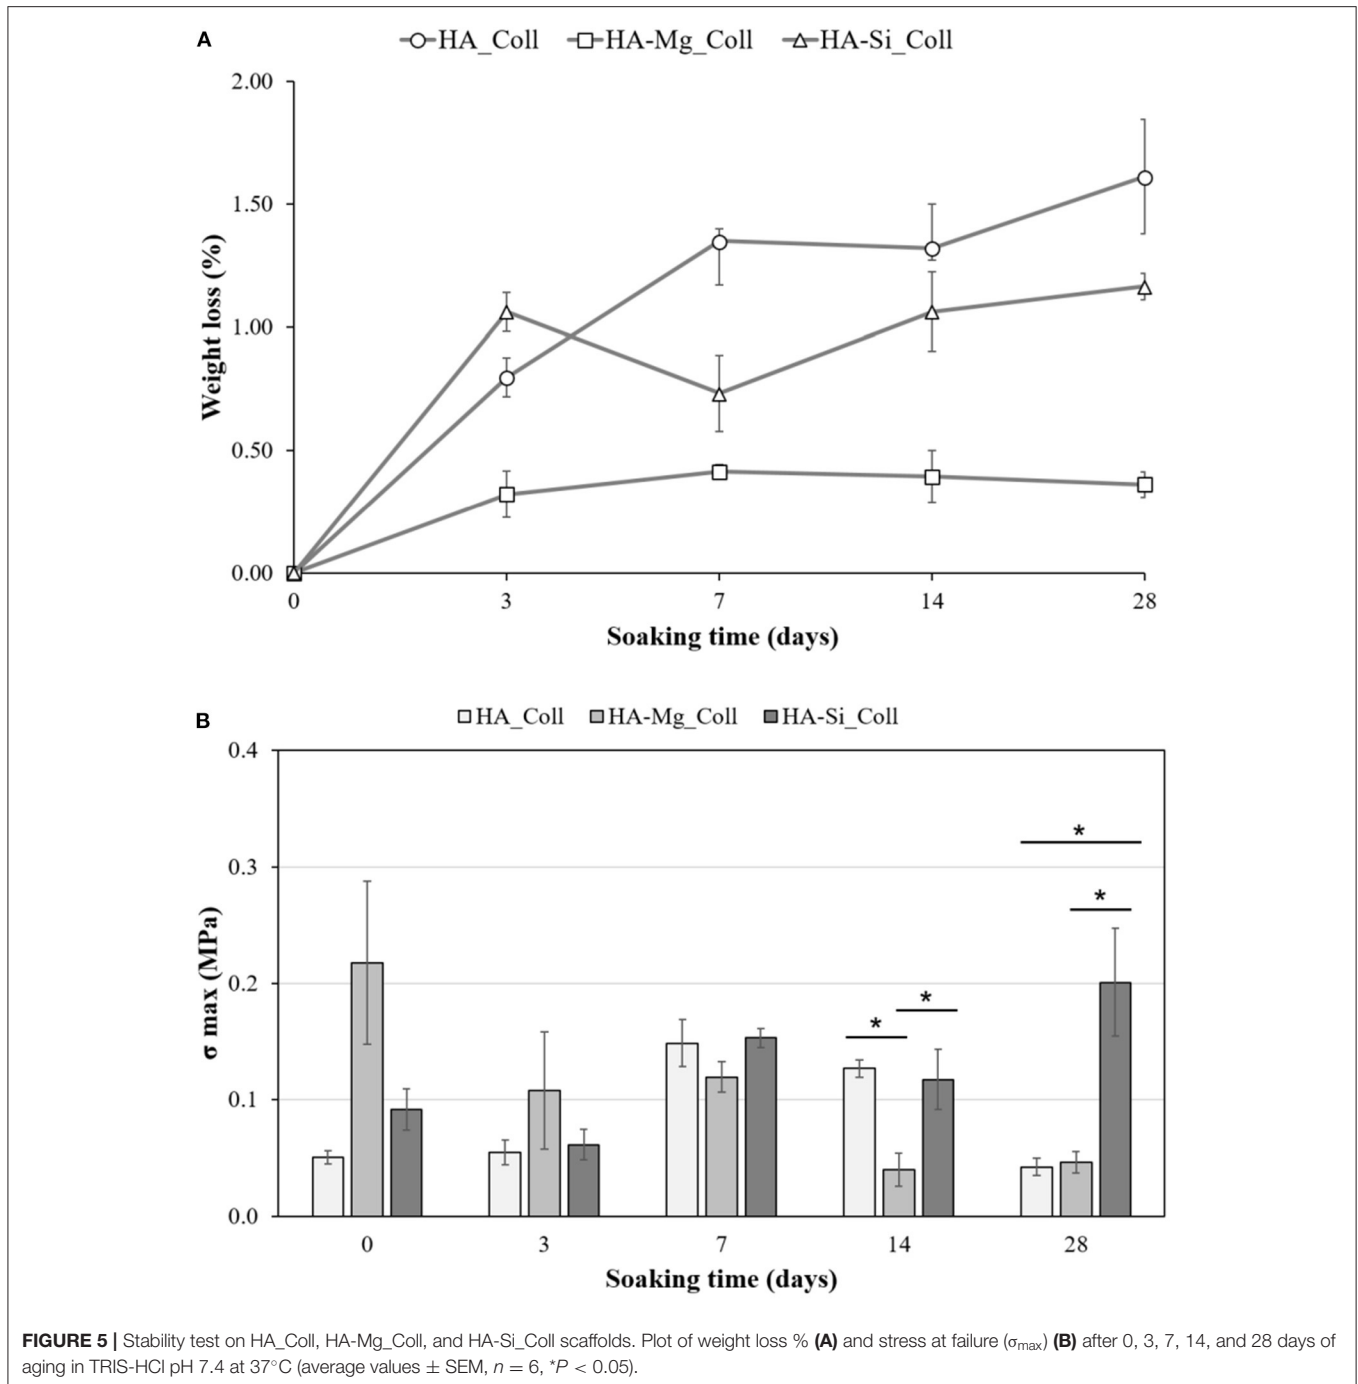 A
HA_Coll HA-Mg_Coll HA-Si_Coll
2.00
1.50
1.00
0.50
0.00
Weight loss (%)
0 3 7 14 28
Soaking time (days)
B
HA_Coll HA-Mg_Coll HA-Si_Coll
0.4
0.3
0.2
0.1
0.0
σ max (MPa)
*
*
*
*
0 3 7 14 28
Soaking time (days)
FIGURE 5 | Stability test on HA_Coll, HA-Mg_Coll, and HA-Si_Coll scaffolds. Plot of weight loss % (A) and stress at failure (σmax) (B) after 0, 3, 7, 14, and 28 days of
aging in TRIS-HCl pH 7.4 at 37°C (average values ± SEM, n = 6, *P < 0.05).